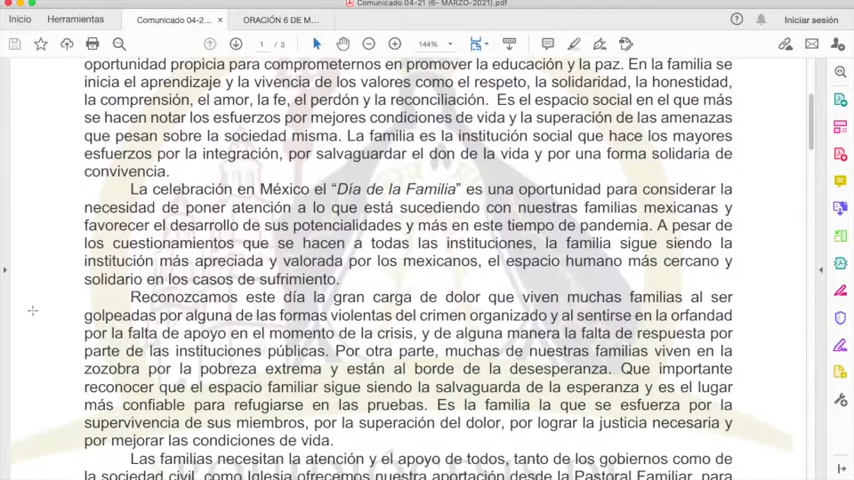 Comunicado 04-21 (6- MARZO-2021).pdf
Inicio Herramientas Comunicado 04-2... × ORACIÓN 6 DE M... Iniciar sesión
1 / 3 144%
oportunidad propicia para comprometernos en promover la educación y la paz. En la familia se
inicia el aprendizaje y la vivencia de los valores como el respeto, la solidaridad, la honestidad,
la comprensión, el amor, la fe, el perdón y la reconciliación. Es el espacio social en el que más
se hacen notar los esfuerzos por mejores condiciones de vida y la superación de las amenazas
que pesan sobre la sociedad misma. La familia es la institución social que hace los mayores
esfuerzos por la integración, por salvaguardar el don de la vida y por una forma solidaria de
convivencia.
La celebración en México el “Día de la Familia” es una oportunidad para considerar la
necesidad de poner atención a lo que está sucediendo con nuestras familias mexicanas y
favorecer el desarrollo de sus potencialidades y más en este tiempo de pandemia. A pesar de
los cuestionamientos que se hacen a todas las instituciones, la familia sigue siendo la
institución más apreciada y valorada por los mexicanos, el espacio humano más cercano y
solidario en los casos de sufrimiento.
Reconozcamos este día la gran carga de dolor que viven muchas familias al ser
golpeadas por alguna de las formas violentas del crimen organizado y al sentirse en la orfandad
por la falta de apoyo en el momento de la crisis, y de alguna manera la falta de respuesta por
parte de las instituciones públicas. Por otra parte, muchas de nuestras familias viven en la
zozobra por la pobreza extrema y están al borde de la desesperanza. Que importante
reconocer que el espacio familiar sigue siendo la salvaguarda de la esperanza y es el lugar
más confiable para refugiarse en las pruebas. Es la familia la que se esfuerza por la
supervivencia de sus miembros, por la superación del dolor, por lograr la justicia necesaria y
por mejorar las condiciones de vida.
Las familias necesitan la atención y el apoyo de todos, tanto de los gobiernos como de
la sociedad civil, como Iglesia ofrecemos nuestra aportación desde la Pastoral Familiar, para